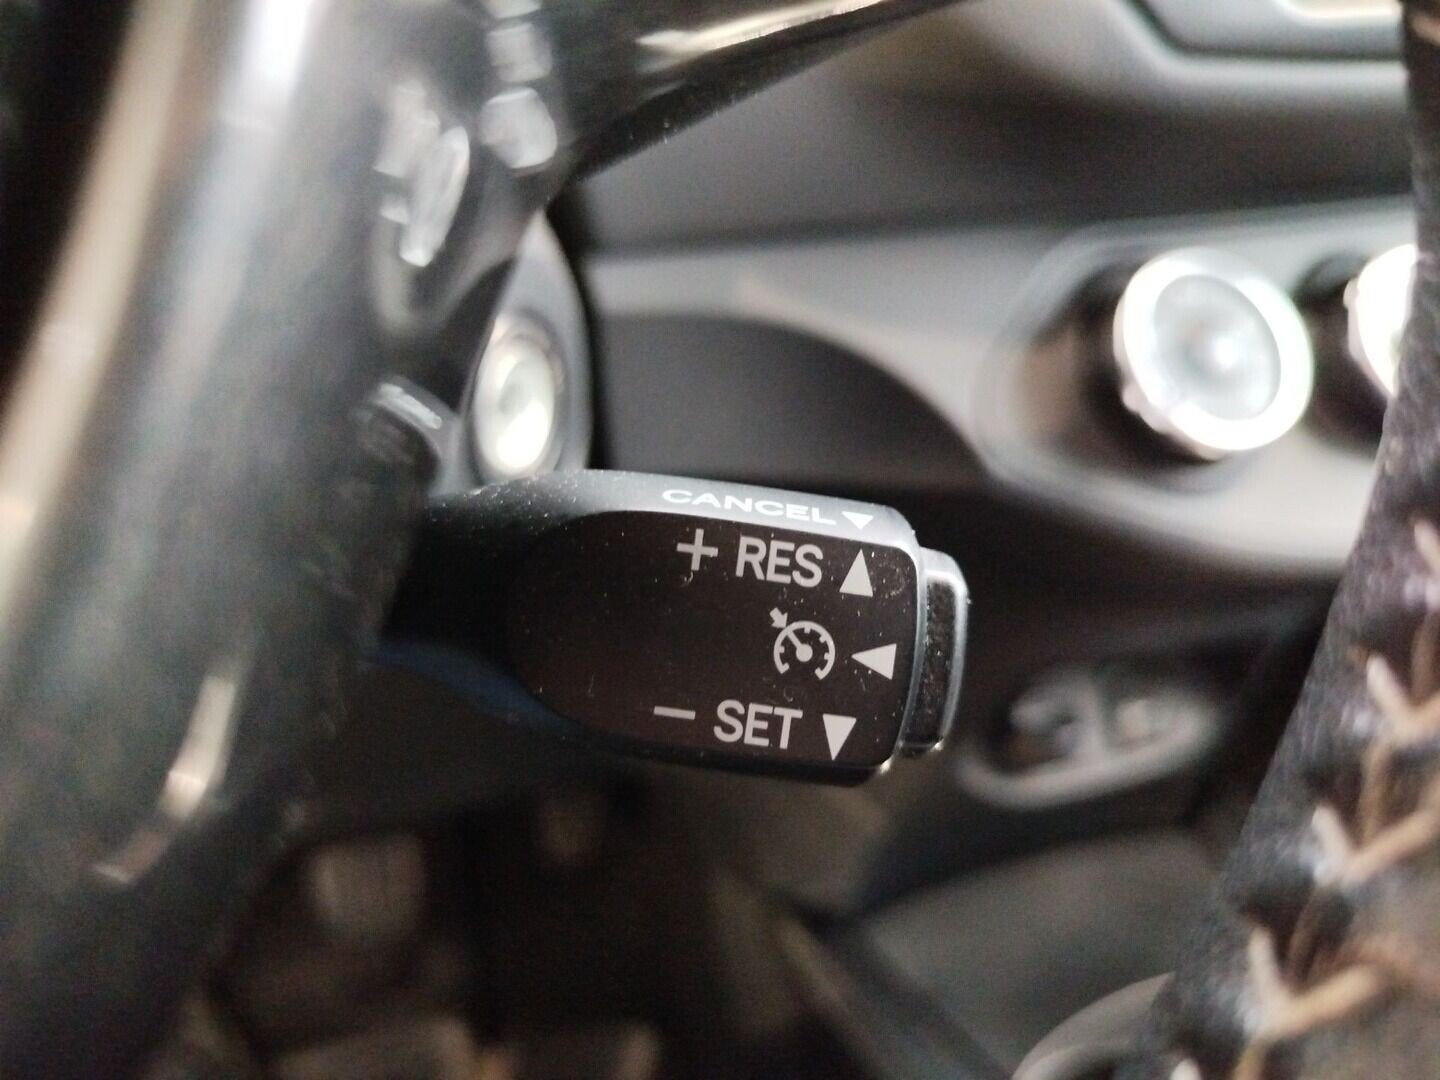 CANCEL▼
+ RES ▲
◀
− SET ▼